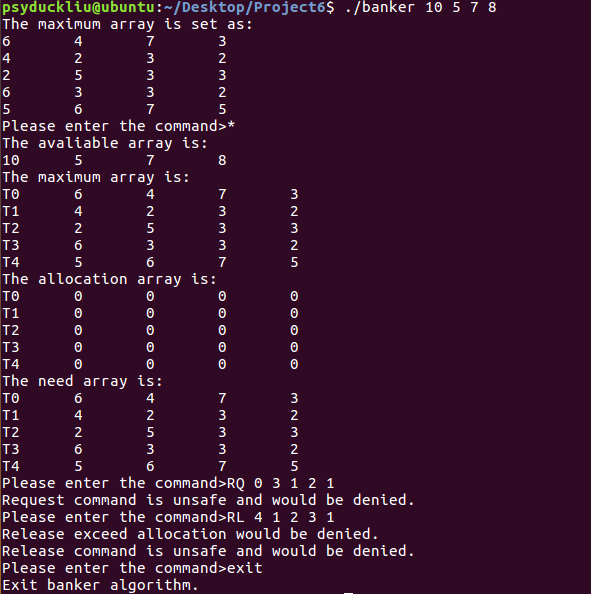 psyduckliu@ubuntu:~/Desktop/Project6$ ./banker 10 5 7 8
The maximum array is set as:
6 4 7 3
4 2 3 2
2 5 3 3
6 3 3 2
5 6 7 5
Please enter the command>*
The avaliable array is:
10 5 7 8
The maximum array is:
T0 6 4 7 3
T1 4 2 3 2
T2 2 5 3 3
T3 6 3 3 2
T4 5 6 7 5
The allocation array is:
T0 0 0 0 0
T1 0 0 0 0
T2 0 0 0 0
T3 0 0 0 0
T4 0 0 0 0
The need array is:
T0 6 4 7 3
T1 4 2 3 2
T2 2 5 3 3
T3 6 3 3 2
T4 5 6 7 5
Please enter the command>RQ 0 3 1 2 1
Request command is unsafe and would be denied.
Please enter the command>RL 4 1 2 3 1
Release exceed allocation would be denied.
Release command is unsafe and would be denied.
Please enter the command>exit
Exit banker algorithm.